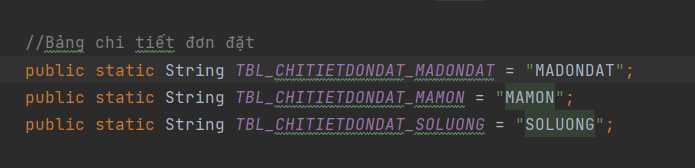 //Bảng chi tiết đơn đặt
public static String TBL_CHITIETDONDAT_MADONDAT = "MADONDAT";
public static String TBL_CHITIETDONDAT_MAMON = "MAMON";
public static String TBL_CHITIETDONDAT_SOLUONG = "SOLUONG";